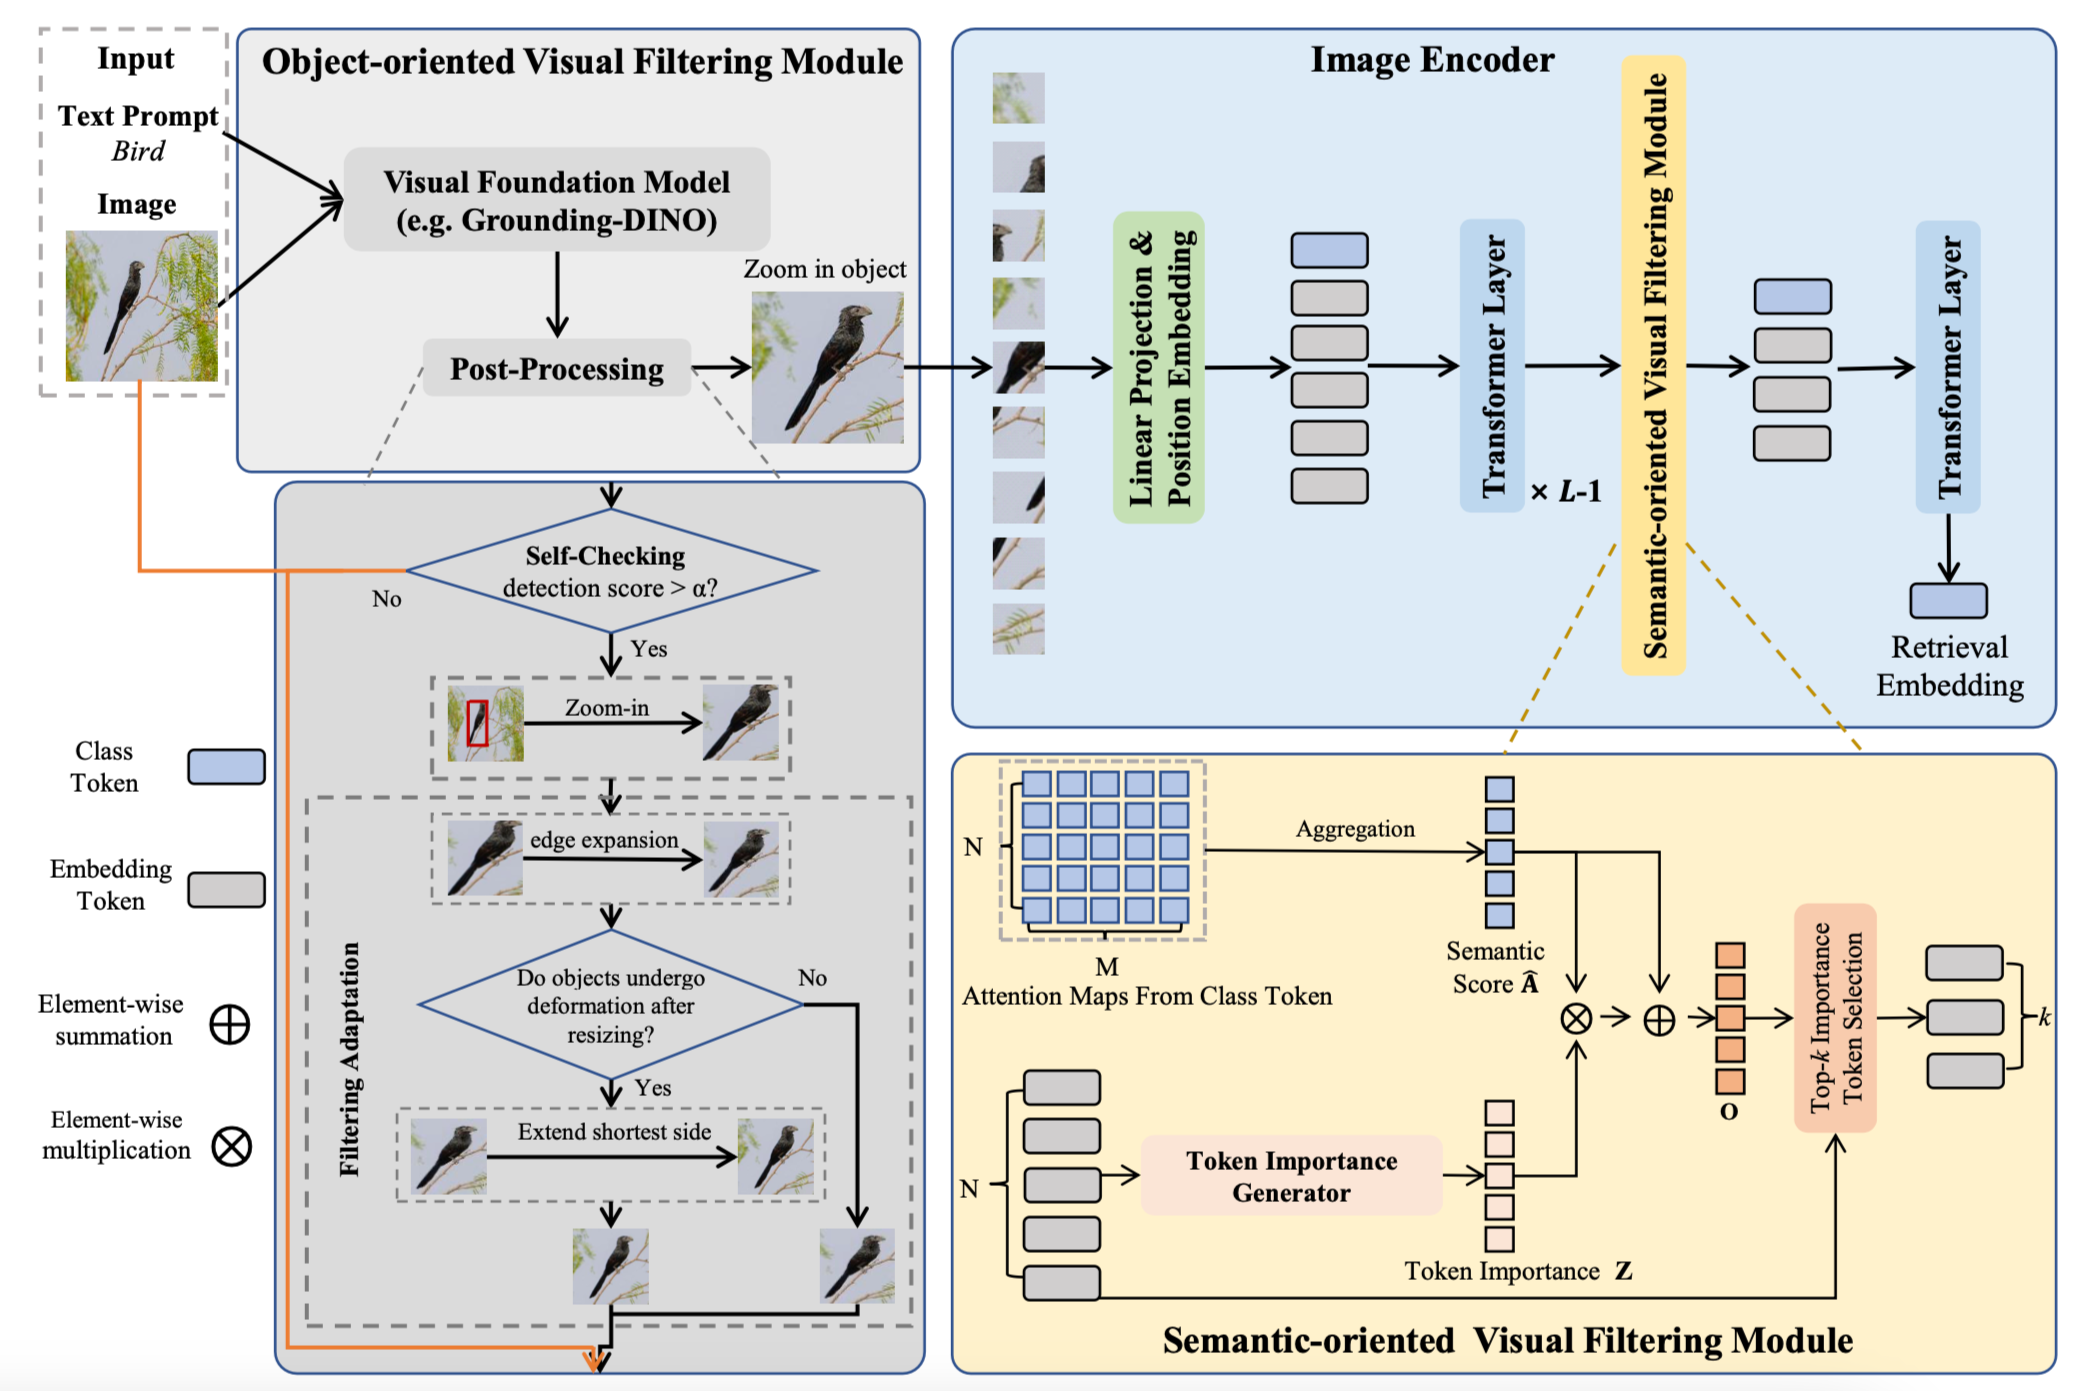 Input
Text Prompt
Bird
Image
Object-oriented Visual Filtering Module
Visual Foundation Model
(e.g. Grounding-DINO)
Zoom in object
Post-Processing
Self-Checking
detection score > α?
No
Yes
Zoom-in
edge expansion
Filtering Adaptation
Do objects undergo
deformation after
resizing?
No
Yes
Extend shortest side
Class
Token
Embedding
Token
Element-wise
summation
Element-wise
multiplication
Image Encoder
Linear Projection &
Position Embedding
Transformer Layer
× L-1
Semantic-oriented Visual Filtering Module
Transformer Layer
Retrieval
Embedding
N
M
Attention Maps From Class Token
Aggregation
Semantic
Score Â
N
Token Importance
Generator
Token Importance Z
O
Top-k Importance
Token Selection
k
Semantic-oriented Visual Filtering Module